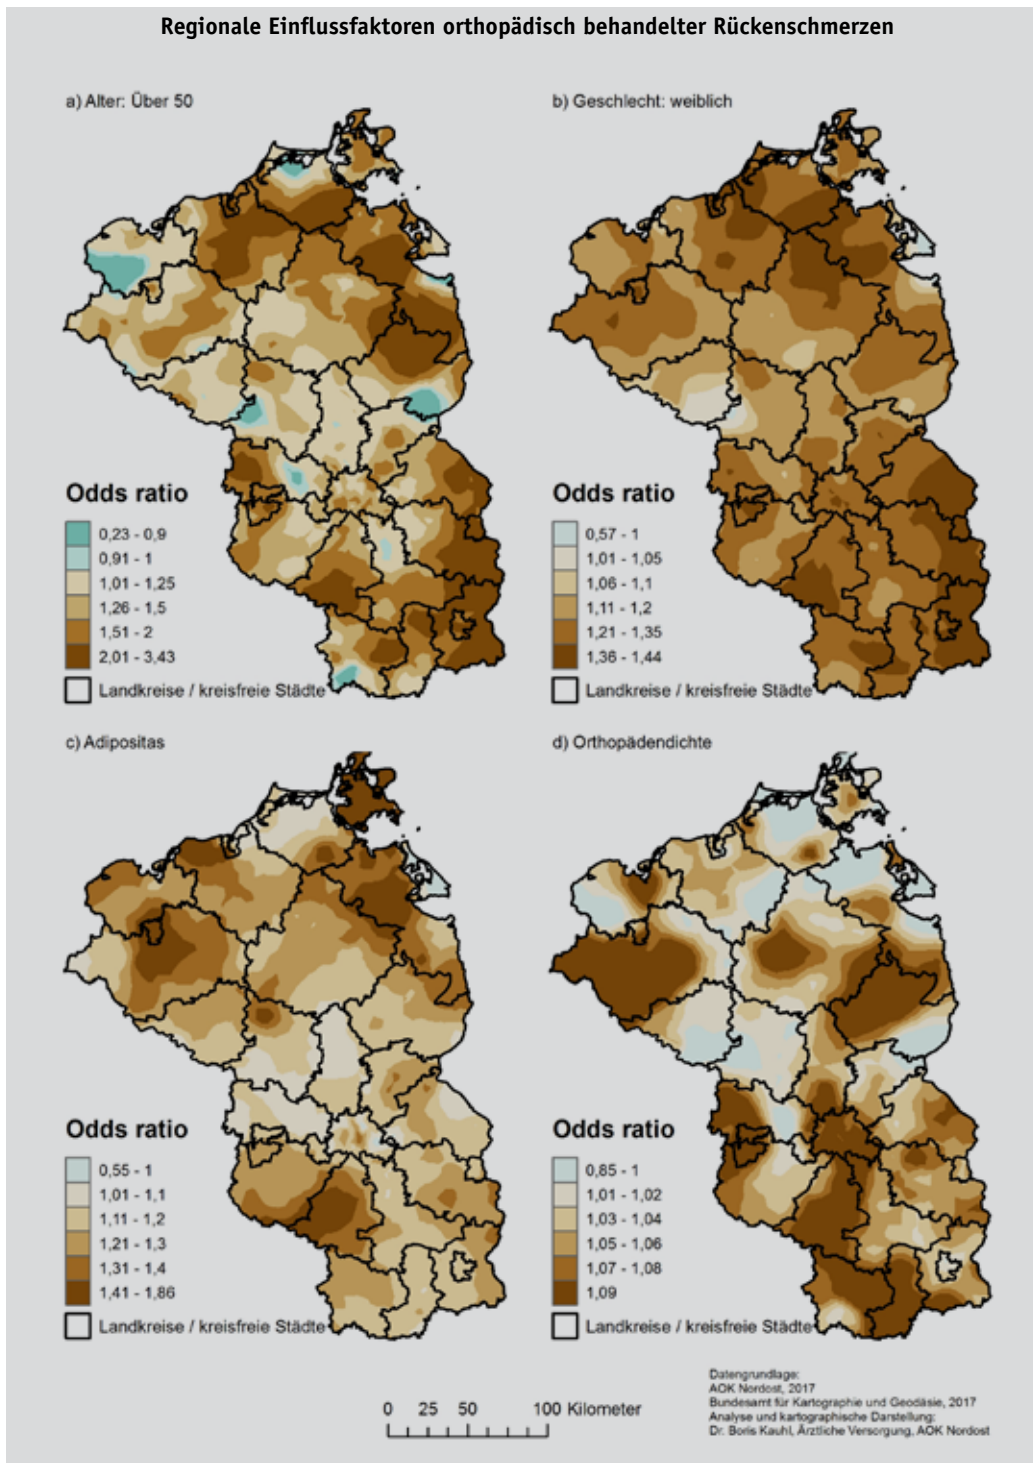 Regionale Einflussfaktoren orthopädisch behandelter Rückenschmerzen
a) Alter: Über 50
Odds ratio
0,23 - 0,9
0,91 - 1
1,01 - 1,25
1,26 - 1,5
1,51 - 2
2,01 - 3,43
Landkreise / kreisfreie Städte
b) Geschlecht: weiblich
Odds ratio
0,57 - 1
1,01 - 1,05
1,06 - 1,1
1,11 - 1,2
1,21 - 1,35
1,36 - 1,44
Landkreise / kreisfreie Städte
c) Adipositas
Odds ratio
0,55 - 1
1,01 - 1,1
1,11 - 1,2
1,21 - 1,3
1,31 - 1,4
1,41 - 1,86
Landkreise / kreisfreie Städte
d) Orthopädendichte
Odds ratio
0,85 - 1
1,01 - 1,02
1,03 - 1,04
1,05 - 1,06
1,07 - 1,08
1,09
Landkreise / kreisfreie Städte
0 25 50 100 Kilometer
Datengrundlage:
AOK Nordost, 2017
Bundesamt für Kartographie und Geodäsie, 2017
Analyse und kartographische Darstellung:
Dr. Boris Kauhl, Ärztliche Versorgung, AOK Nordost